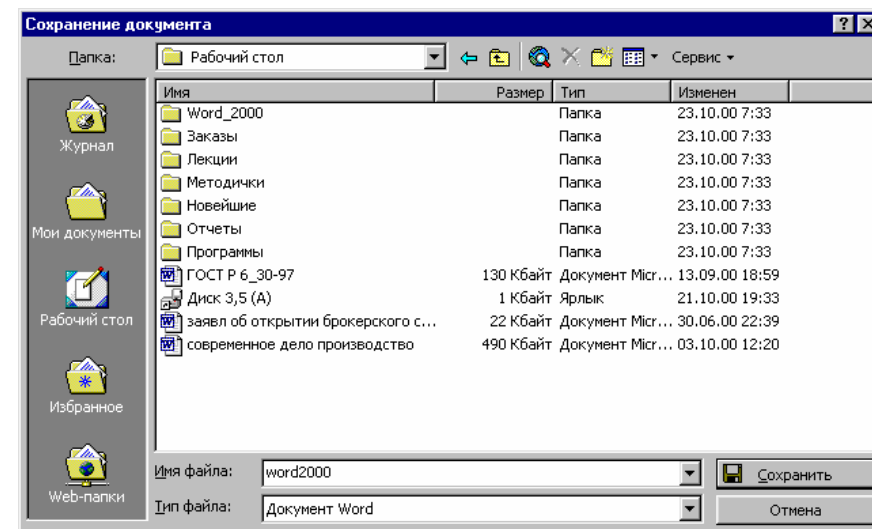 Сохранение документа
Папка: Рабочий стол Сервис
Имя Размер Тип Изменен
Word_2000 Папка 23.10.00 7:33
Заказы Папка 23.10.00 7:33
Журнал
Лекции Папка 23.10.00 7:33
Методички Папка 23.10.00 7:33
Новейшие Папка 23.10.00 7:33
Мои документы
Отчеты Папка 23.10.00 7:33
Программы Папка 23.10.00 7:33
ГОСТ Р 6_30-97 130 Кбайт Документ Micr... 13.09.00 18:59
Диск 3,5 (A) 1 Кбайт Ярлык 21.10.00 19:33
Рабочий стол
заявл об открытии брокерского с... 22 Кбайт Документ Micr... 30.06.00 22:39
современное дело производство 490 Кбайт Документ Micr... 03.10.00 12:20
Избранное
Имя файла: word2000 Сохранить
Web-папки
Тип файла: Документ Word Отмена